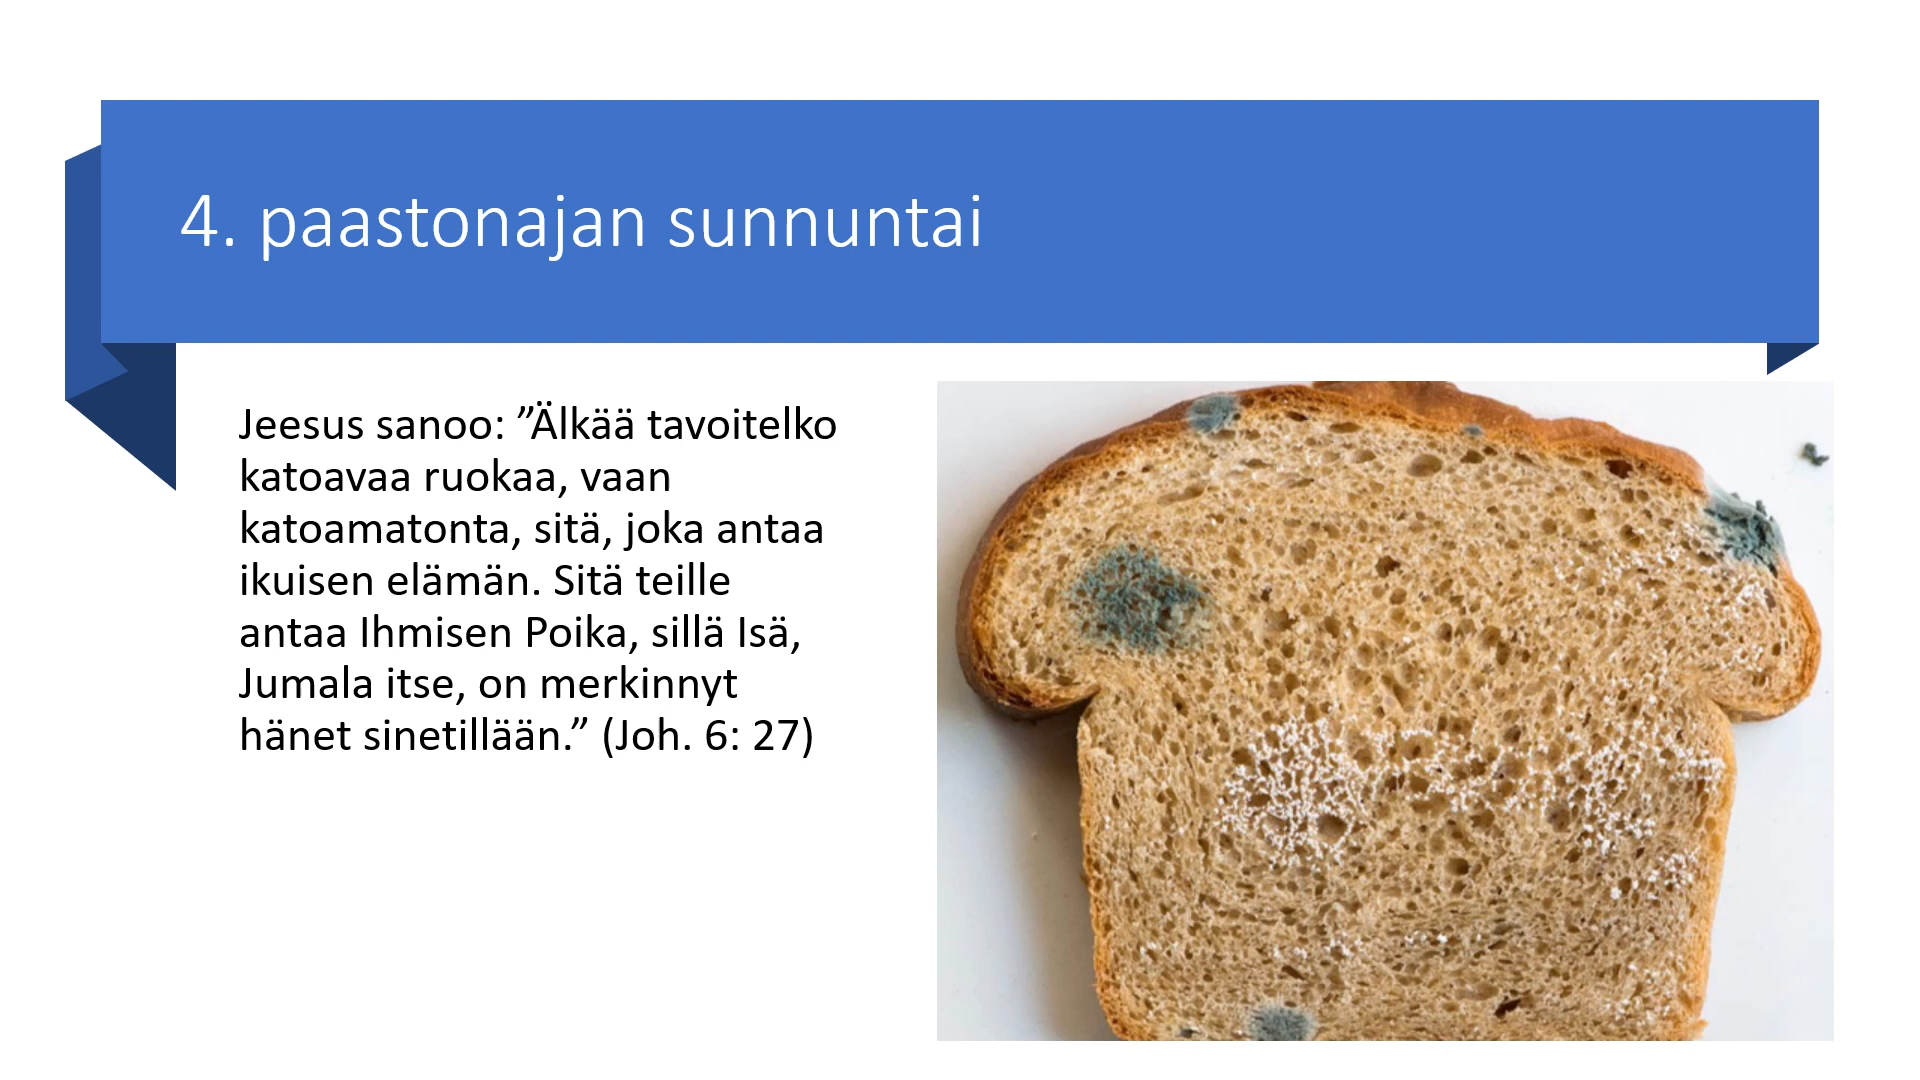 4. paastonajan sunnuntai
Jeesus sanoo: ”Älkää tavoitelko
katoavaa ruokaa, vaan
katoamatonta, sitä, joka antaa
ikuisen elämän. Sitä teille
antaa Ihmisen Poika, sillä Isä,
Jumala itse, on merkinnyt
hänet sinetillään.” (Joh. 6: 27)